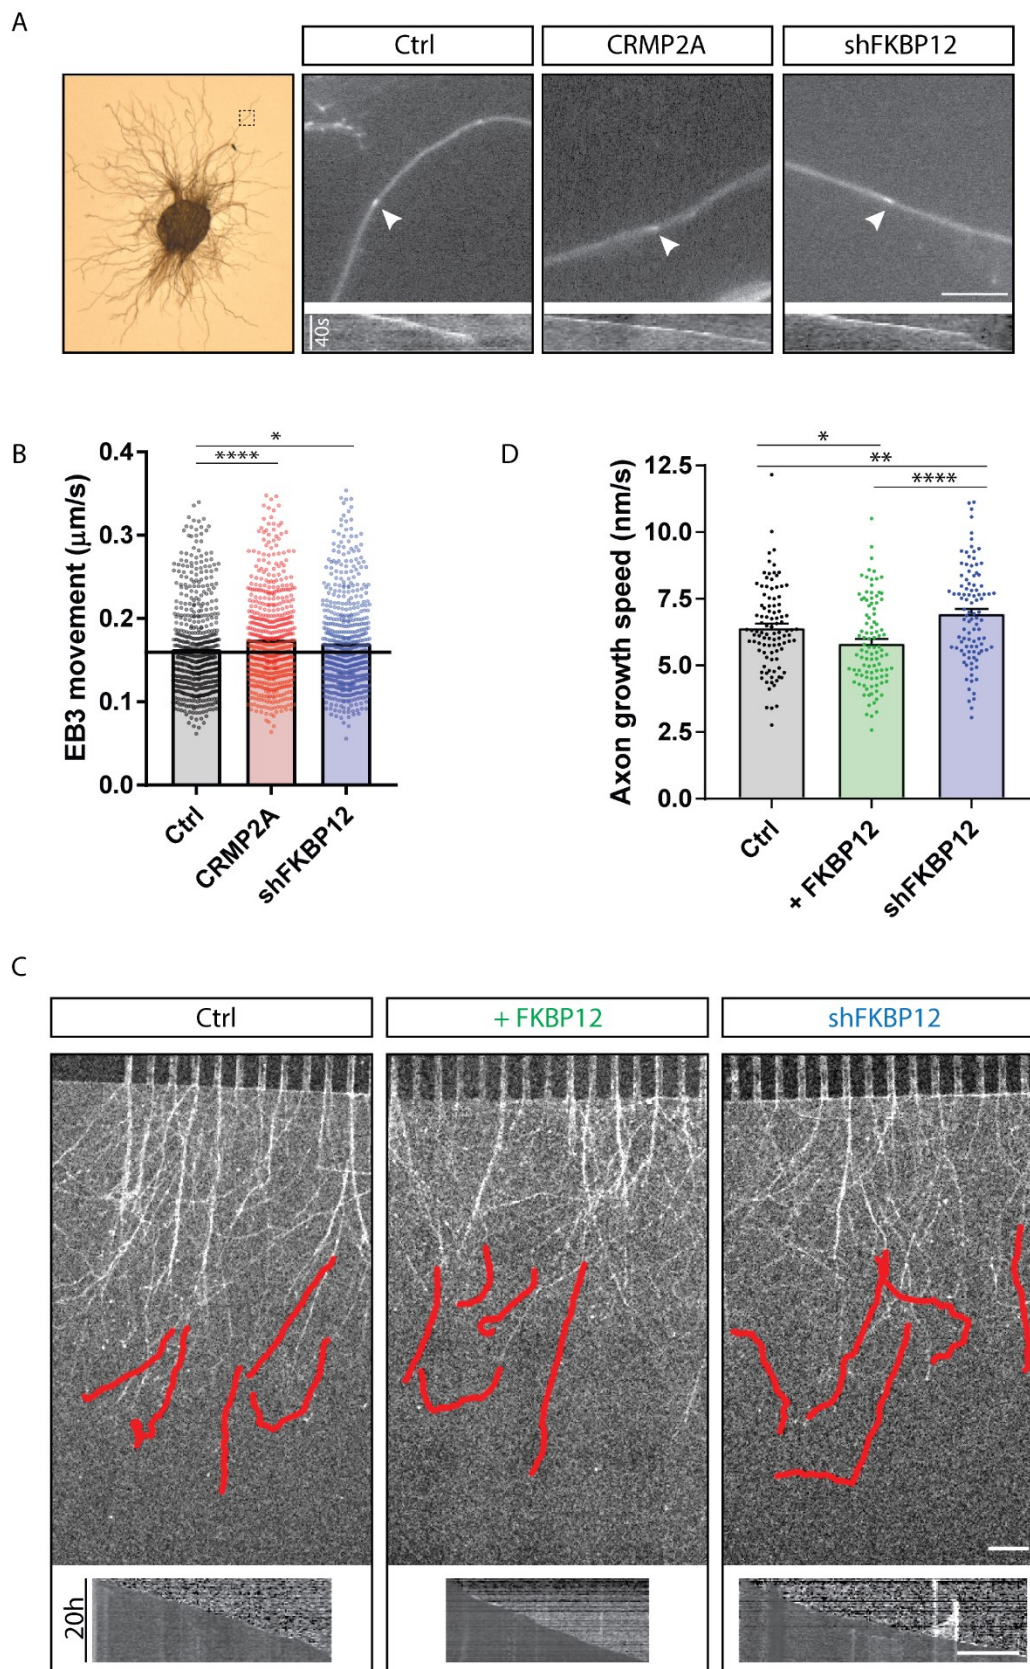 A
Ctrl
CRMP2A
shFKBP12
40s
B
EB3 movement (μm/s)
0.4
0.3
0.2
0.1
0.0
*
****
Ctrl
CRMP2A
shFKBP12
D
Axon growth speed (nm/s)
12.5
10.0
7.5
5.0
2.5
0.0
*
**
****
Ctrl
+ FKBP12
shFKBP12
C
Ctrl
+ FKBP12
shFKBP12
20h